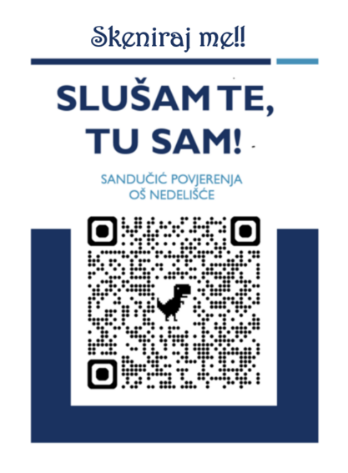 Skeniraj me!!
SLUŠAM TE,
TU SAM!
SANDUČIĆ POVJERENJA
OŠ NEDELIŠĆE